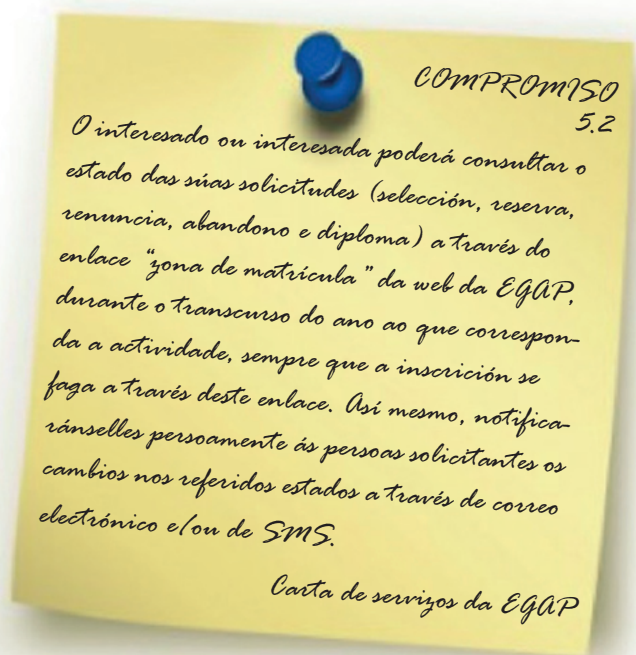 COMPROMISO
5.2
O interesado ou interesada poderá consultar o
estado das súas solicitudes (selección, reserva,
renuncia, abandono e diploma) a través do
enlace “zona de matrícula” da web da EGAP,
durante o transcurso do ano ao que correspon-
da a actividade, sempre que a inscrición se
faga a través deste enlace. Así mesmo, notifica-
ránselles persoamente ás persoas solicitantes os
cambios nos referidos estados a través de correo
electrónico e/ou de SMS.
Carta de servizos da EGAP